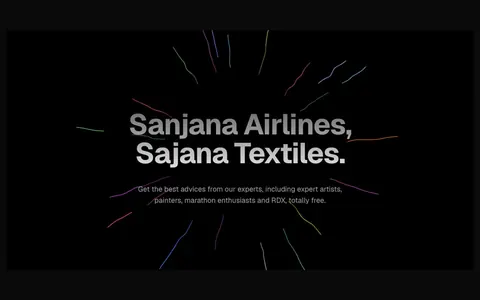 Sanjana Airlines,
Sajana Textiles.
Get the best advices from our experts, including expert artists,
painters, marathon enthusiasts and RDX, totally free.